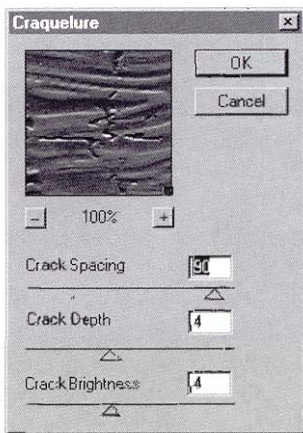 Craquelure
OK
Cancel
- 100% +
Crack Spacing 90
Crack Depth 4
Crack Brightness 4